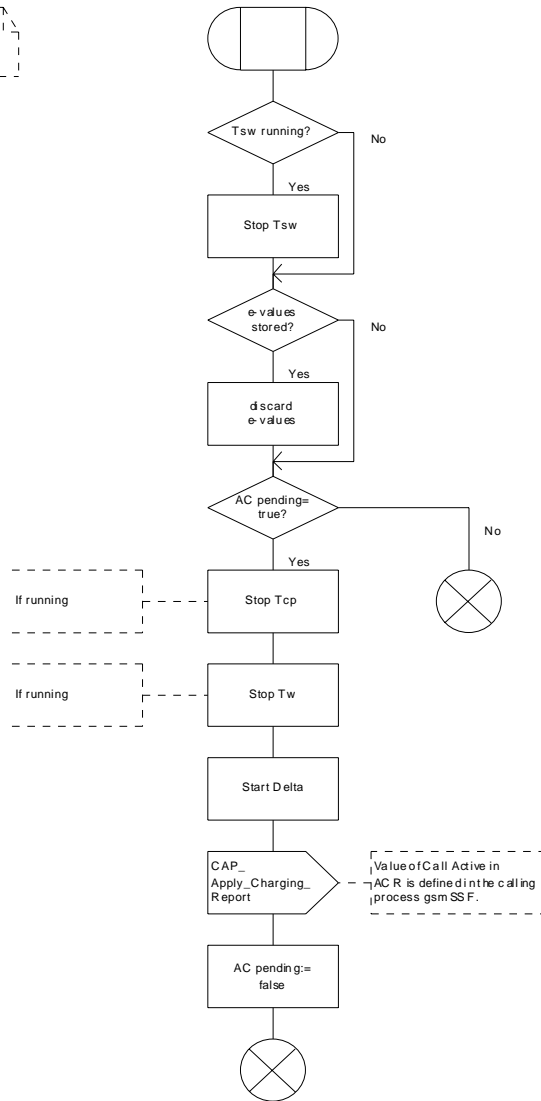 Tsw running?
No
Yes
Stop Tsw
e-values
stored?
No
Yes
discard
e-values
AC pending=
true?
No
Yes
If running
Stop Tcp
If running
Stop Tw
Start Delta
CAP_
Apply_Charging_
Report
Value of Call Active in
ACR is defined in the calling
process gsmSSF.
AC pending:=
false